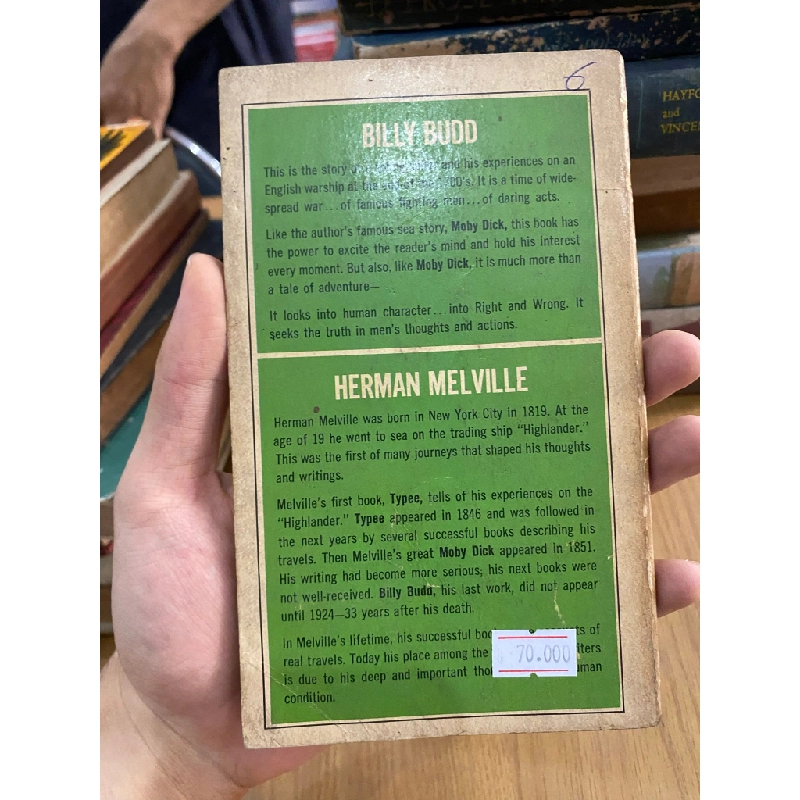 6
HAYFO
and
VINCE
BILLY BUDD
This is the story and his experiences on an
English warship at the It is a time of wide-
spread war...of famous fighting men...of daring acts.
Like the author's famous sea story, Moby Dick, this book has
the power to excite the reader's mind and hold his interest
every moment. But also, like Moby Dick, it is much more than
a tale of adventure—
It looks into human character...into Right and Wrong. It
seeks the truth in men's thoughts and actions.
HERMAN MELVILLE
Herman Melville was born in New York City in 1819. At the
age of 19 he went to sea on the trading ship "Highlander."
This was the first of many journeys that shaped his thoughts
and writings.
Melville's first book, Typee, tells of his experiences on the
"Highlander." Typee appeared in 1846 and was followed in
the next years by several successful books describing his
travels. Then Melville's great Moby Dick appeared in 1851.
His writing had become more serious; his next books were
not well-received. Billy Budd, his last work, did not appear
until 1924—33 years after his death.
In Melville's lifetime, his successful of
real travels. Today his place among the
is due to his deep and important
condition.
70.000